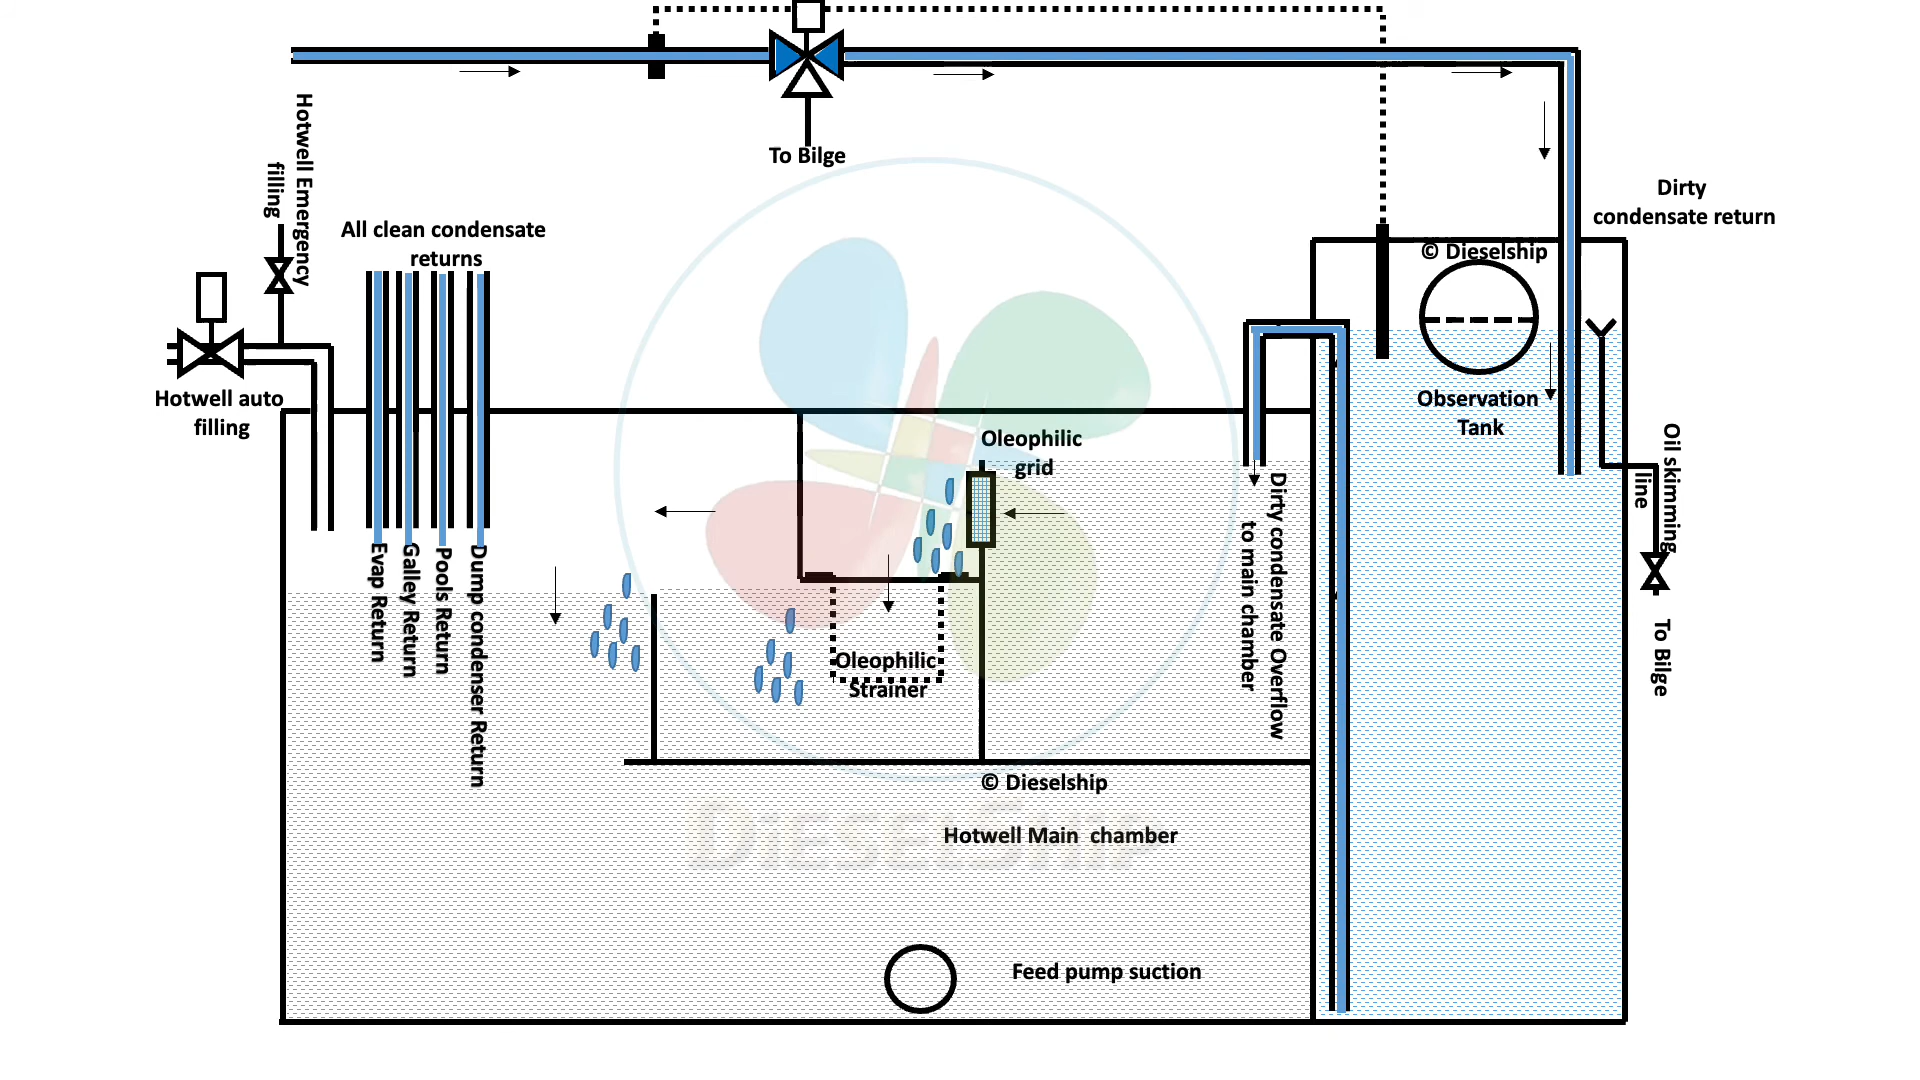 To Bilge
Hotwell Emergency
filling
All clean condensate
returns
Dirty
condensate return
© Dieselship
Hotwell auto
filling
Observation
Tank
Oleophilic
grid
Oil skimming
line
Dirty condensate Overflow
to main chamber
Evap Return
Galley Return
Pools Return
Dump condenser Return
Oleophilic
Strainer
To Bilge
© Dieselship
DIESELSHIP
Hotwell Main chamber
Feed pump suction